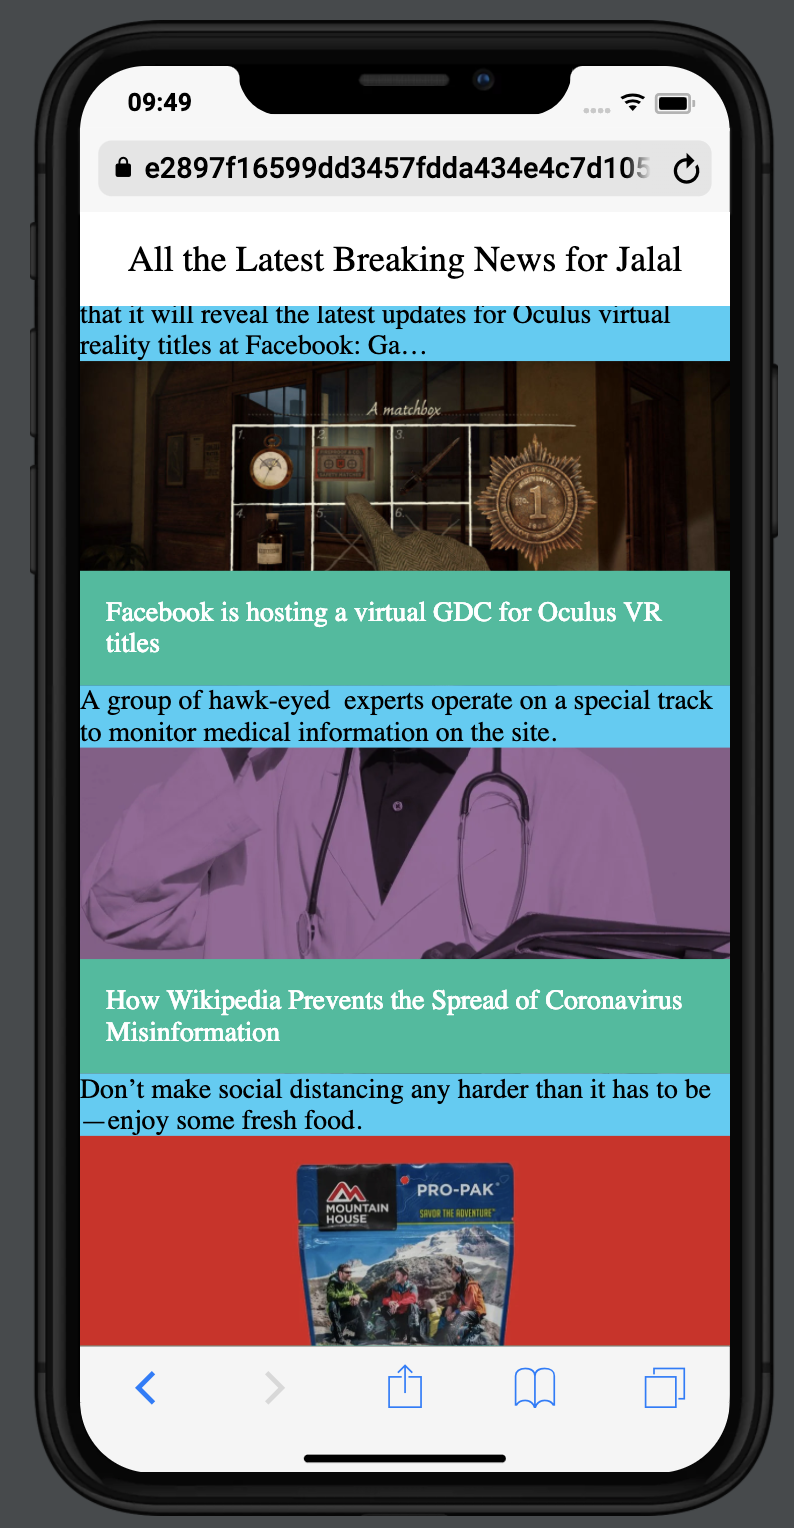 09:49
e2897f16599dd3457fdda434e4c7d105
All the Latest Breaking News for Jalal
that it will reveal the latest updates for Oculus virtual
reality titles at Facebook: Ga…
A matchbox
1. 2. 3.
4. 5. 6.
No. 1
Facebook is hosting a virtual GDC for Oculus VR
titles
A group of hawk-eyed  experts operate on a special track
to monitor medical information on the site.
How Wikipedia Prevents the Spread of Coronavirus
Misinformation
Don’t make social distancing any harder than it has to be
—enjoy some fresh food.
MOUNTAIN
HOUSE
PRO-PAK
SAVOR THE ADVENTURE™